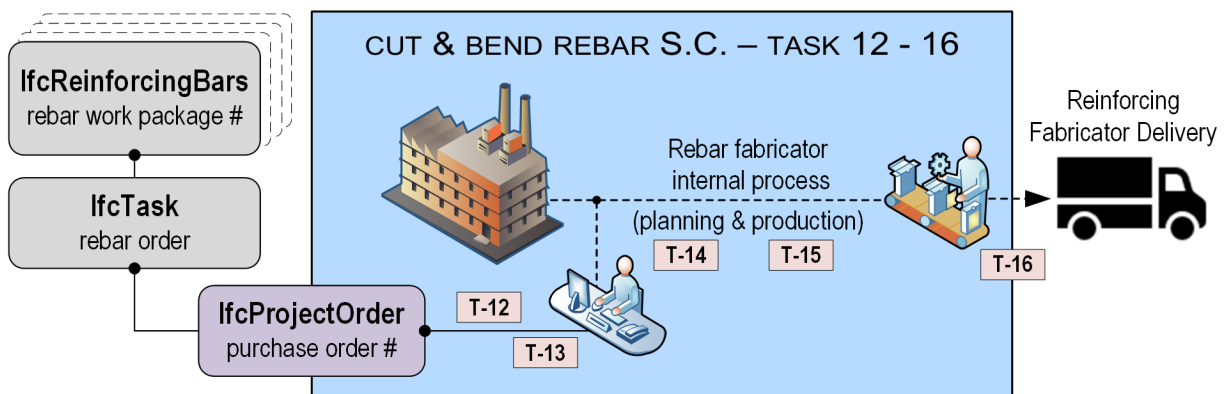 CUT & BEND REBAR S.C. – TASK 12 - 16
IfcReinforcingBars
rebar work package #
IfcTask
rebar order
IfcProjectOrder
purchase order #
T-12
T-13
Rebar fabricator
internal process
(planning & production)
T-14
T-15
T-16
Reinforcing
Fabricator Delivery